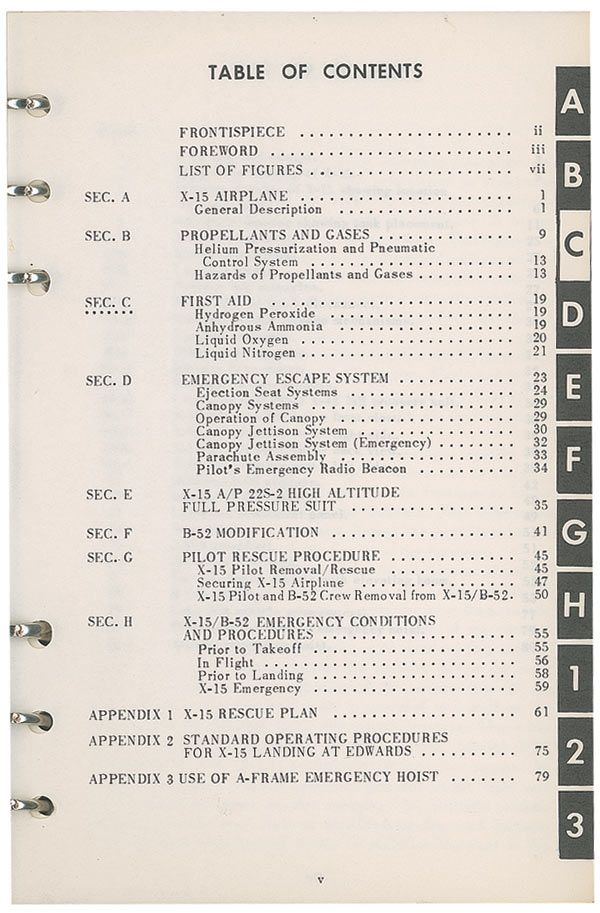 TABLE OF CONTENTS
FRONTISPIECE ...................... ii
FOREWORD ......................... iii
LIST OF FIGURES ..................... vii
SEC. A X-15 AIRPLANE ...................... 1
General Description .................... 1
SEC. B PROPELLANTS AND GASES. ............... 9
Helium Pressurization and Pneumatic
Control System ..................... 13
Hazards of Propellants and Gases .......... 13
SEC. C FIRST AID ......................... 19
Hydrogen Peroxide ................... 19
Anhydrous Ammonia ................... 19
Liquid Oxygen ...................... 20
Liquid Nitrogen ...................... 21
SEC. D EMERGENCY ESCAPE SYSTEM ............ 23
Ejection Seat Systems .................. 24
Canopy Systems ..................... 29
Operation of Canopy .................. 29
Canopy Jettison System ................ 30
Canopy Jettison System (Emergency) ........ 32
Parachute Assembly .................. 33
Pilot's Emergency Radio Beacon .......... 34
SEC. E X-15 A/P 22S-2 HIGH ALTITUDE
FULL PRESSURE SUIT .................. 35
SEC. F B-52 MODIFICATION ................... 41
SEC. G PILOT RESCUE PROCEDURE ............. 45
X-15 Pilot Removal/Rescue .............. 45
Securing X-15 Airplane ................ 47
X-15 Pilot and B-52 Crew Removal from X-15/B-52. 50
SEC. H X-15/B-52 EMERGENCY CONDITIONS
AND PROCEDURES .................... 55
Prior to Takeoff ..................... 55
In Flight .......................... 56
Prior to Landing ..................... 58
X-15 Emergency ..................... 59
APPENDIX 1 X-15 RESCUE PLAN ................... 61
APPENDIX 2 STANDARD OPERATING PROCEDURES
FOR X-15 LANDING AT EDWARDS .......... 75
APPENDIX 3 USE OF A-FRAME EMERGENCY HOIST ....... 79
v
A
B
C
D
E
F
G
H
1
2
3